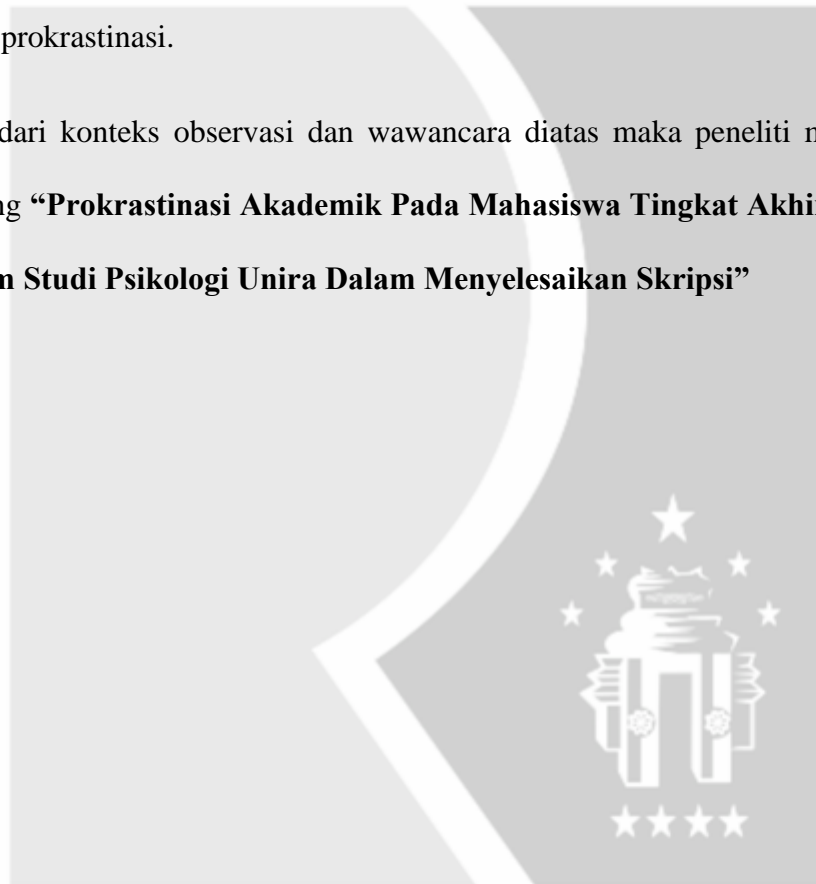 prokrastinasi.
dari konteks observasi dan wawancara diatas maka peneliti
“Prokrastinasi Akademik Pada Mahasiswa Tingkat Akhi
Studi Psikologi Unira Dalam Menyelesaikan Skripsi”